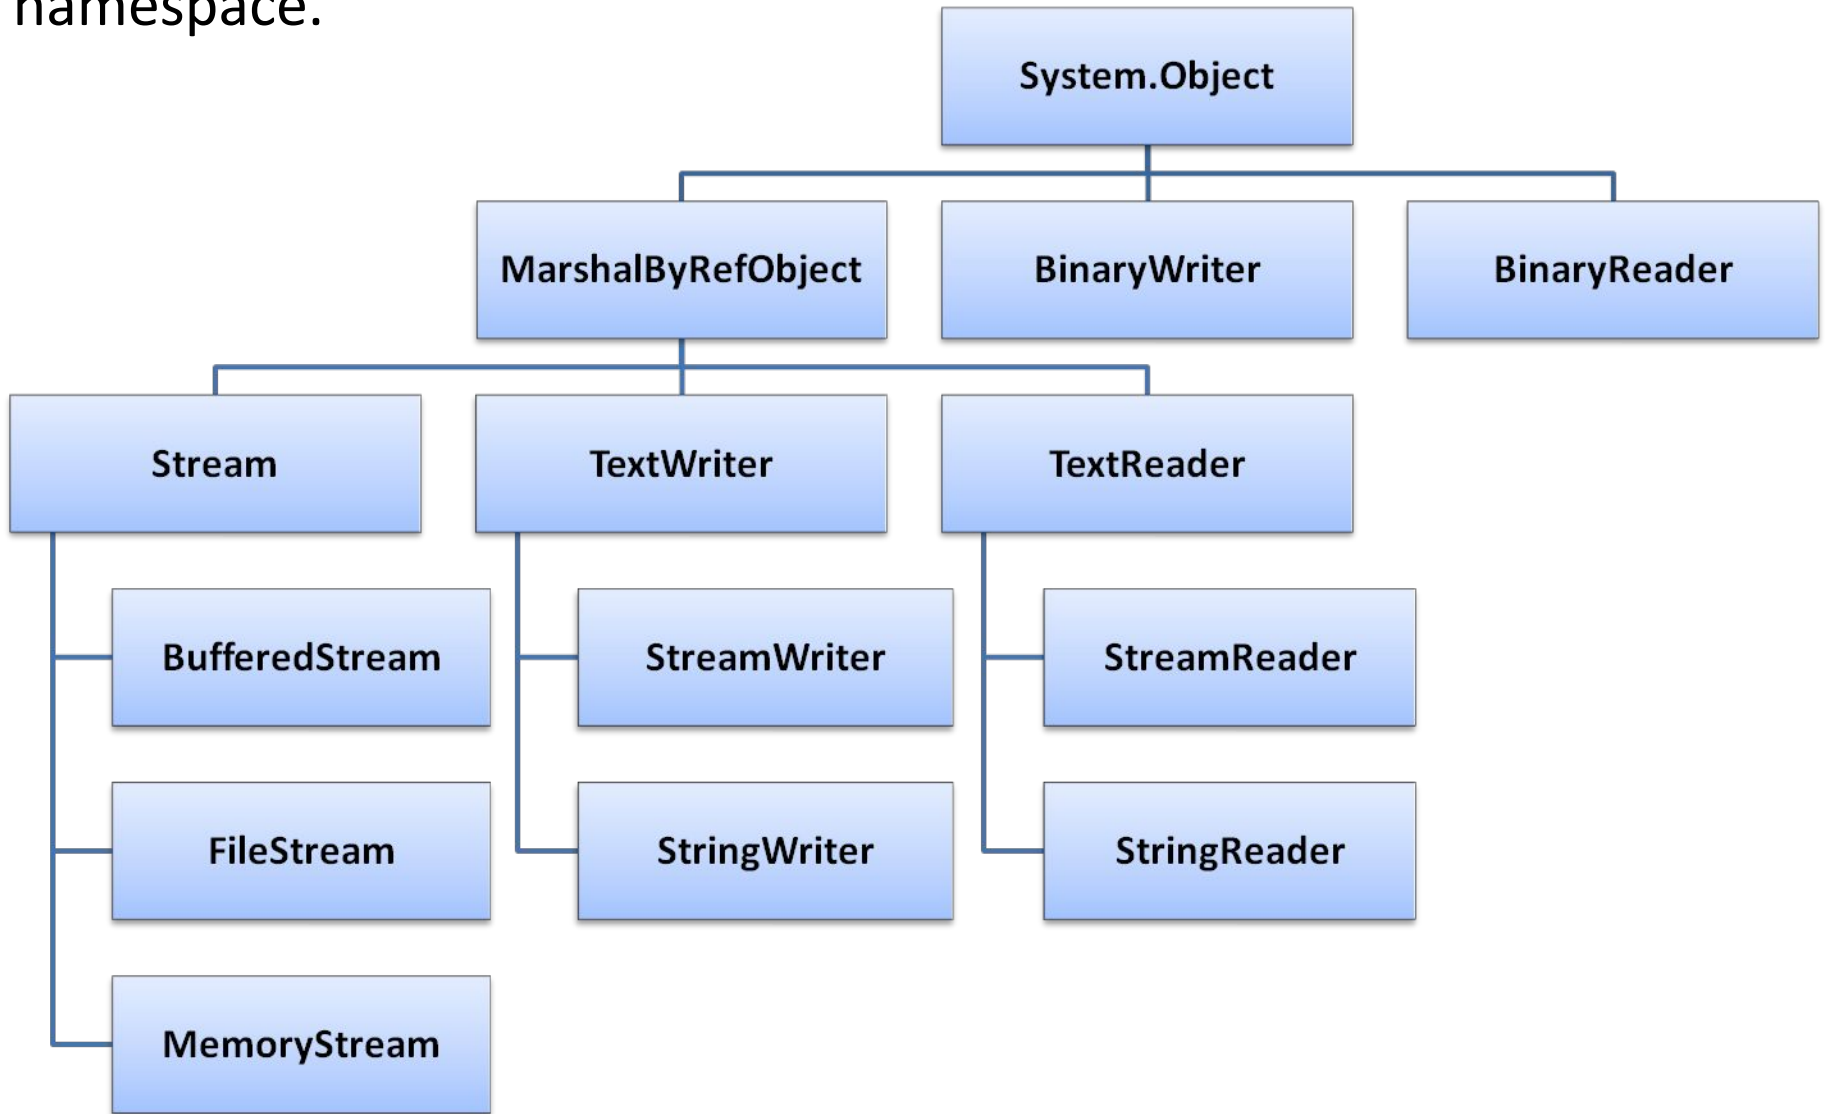 namespace.
System.Object
MarshalByRefObject
BinaryWriter
BinaryReader
Stream
TextWriter
TextReader
BufferedStream
StreamWriter
StreamReader
FileStream
StringWriter
StringReader
MemoryStream